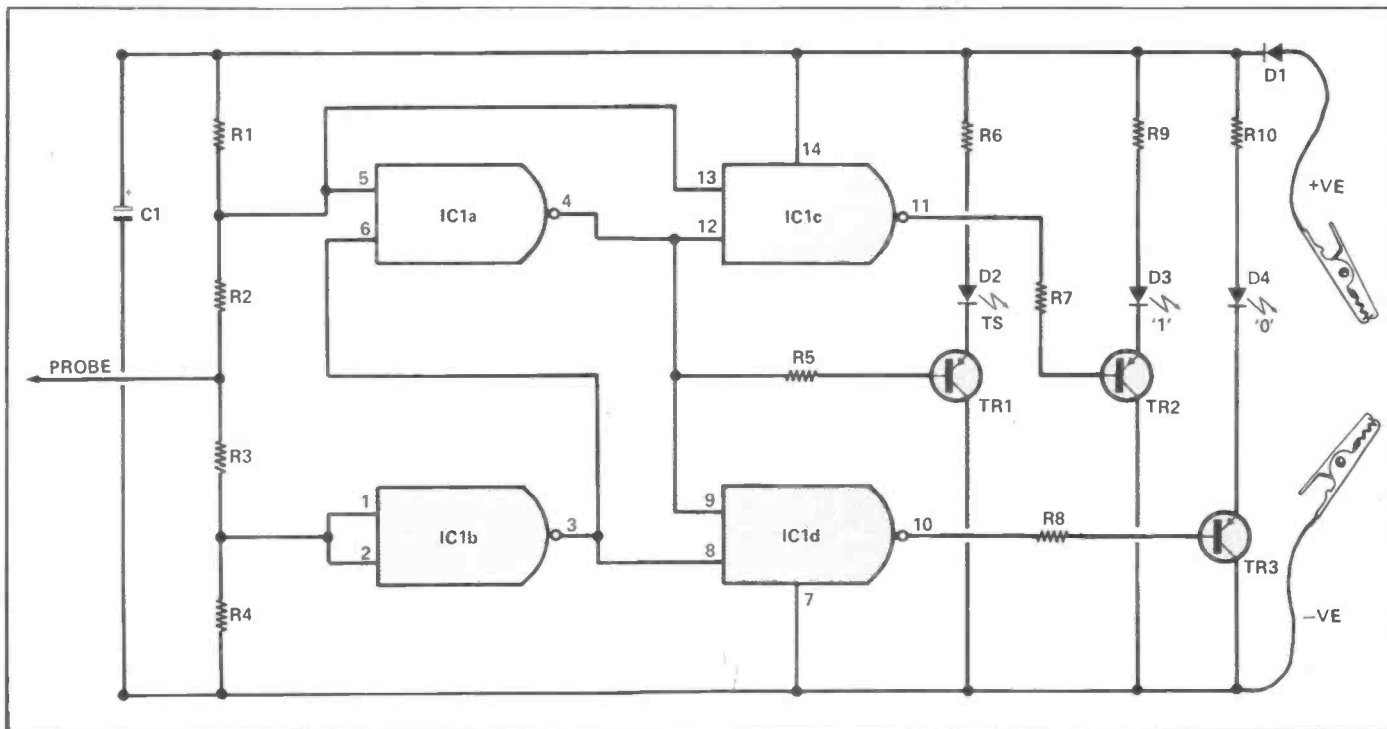 D1
R1
R6
R9
R10
14
+VE
13
5
IC1a
4
IC1c
11
C1
+
6
12
D2
TS
D3
'1'
D4
'0'
R2
R7
PROBE
R5
TR1
TR2
R3
1
IC1b
3
9
IC1d
10
R8
2
8
TR3
R4
7
–VE